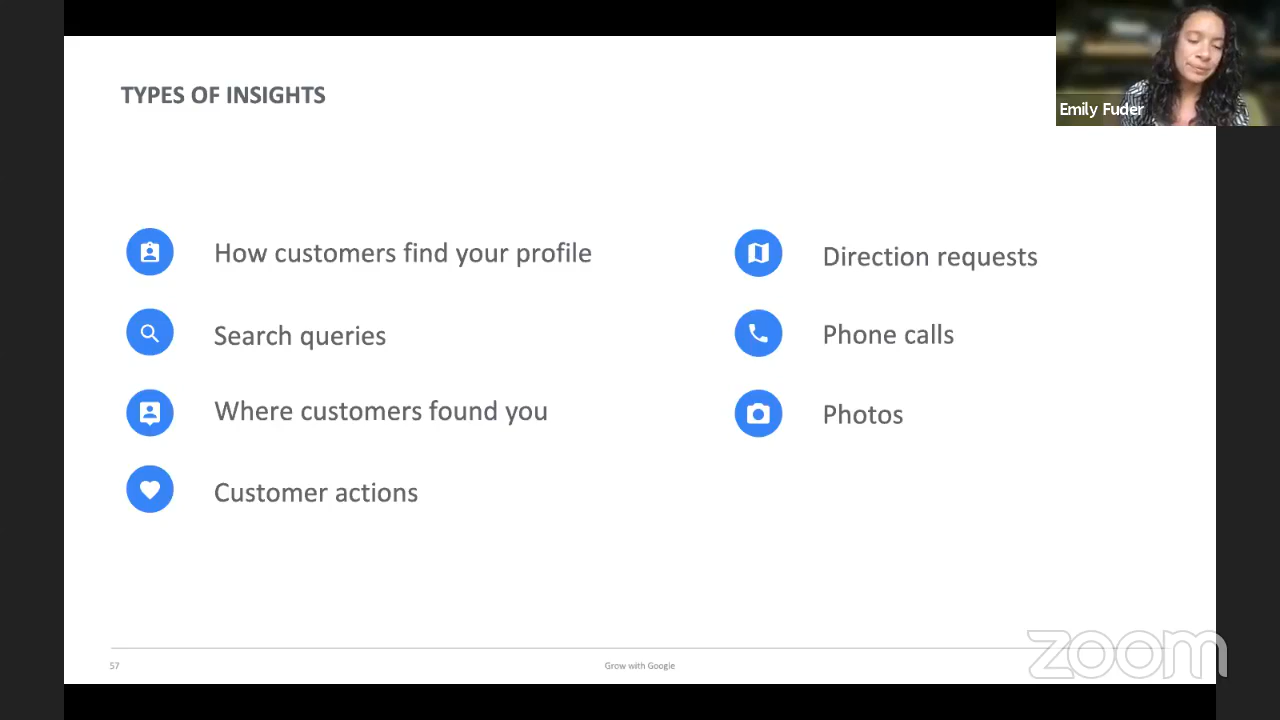 TYPES OF INSIGHTS
Emily Fuder
How customers find your profile
Search queries
Where customers found you
Customer actions
Direction requests
Phone calls
Photos
57
Grow with Google
zoom